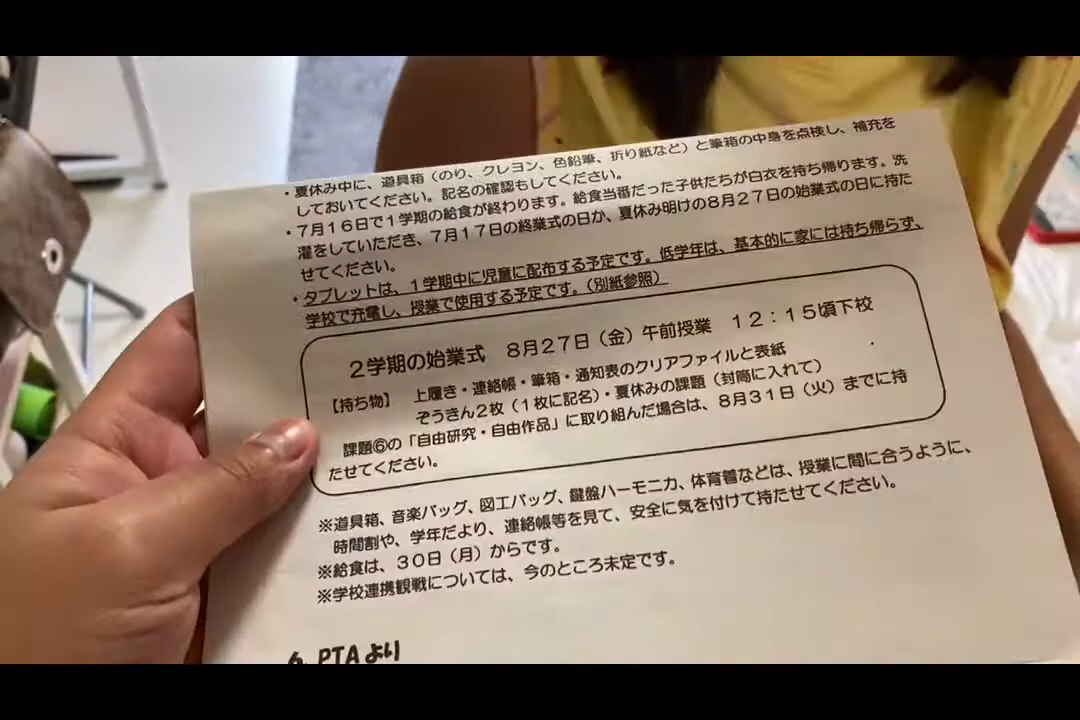 ・夏休み中に、道具箱（のり、クレヨン、色鉛筆、折り紙など）と筆箱の中身を点検し、補充を
しておいてください。記名の確認もしてください。
・７月１６日で１学期の給食が終わります。給食当番だった子供たちが白衣を持ち帰ります。洗
濯をしていただき、７月１７日の終業式の日か、夏休み明けの８月２７日の始業式の日に持た
せてください。
・タブレットは、１学期中に児童に配布する予定です。低学年は、基本的に家には持ち帰らず、
学校で充電し、授業で使用する予定です。（別紙参照）
２学期の始業式　８月２７日（金）午前授業　１２：１５頃下校
【持ち物】　上履き・連絡帳・筆箱・通知表のクリアファイルと表紙
ぞうきん２枚（１枚に記名）・夏休みの課題（封筒に入れて）
課題⑥の「自由研究・自由作品」に取り組んだ場合は、８月３１日（火）までに持
たせてください。
※道具箱、音楽バッグ、図工バッグ、鍵盤ハーモニカ、体育着などは、授業に間に合うように、
時間割や、学年だより、連絡帳等を見て、安全に気を付けて持たせてください。
※給食は、３０日（月）からです。
※学校連携観戦については、今のところ未定です。
6 PTAより